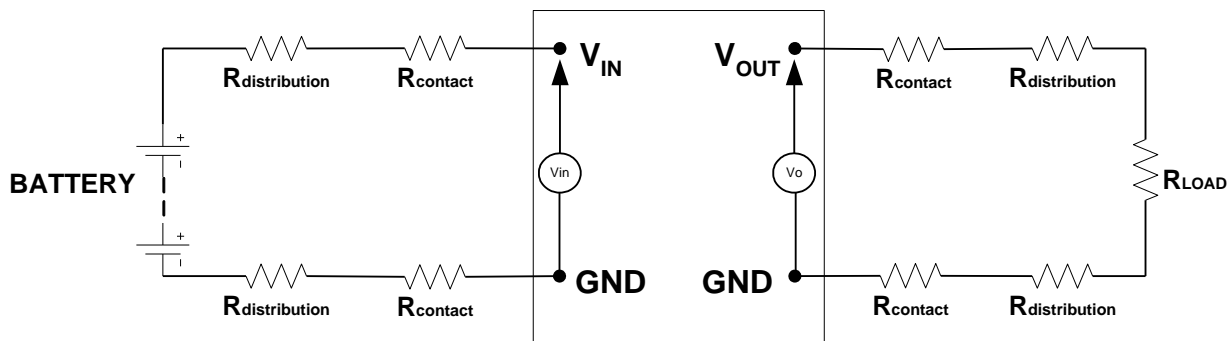 Rdistribution
Rcontact
VIN
VOUT
Rcontact
Rdistribution
+
-
BATTERY
Vin
Vo
RLOAD
+
-
Rdistribution
Rcontact
GND
GND
Rcontact
Rdistribution